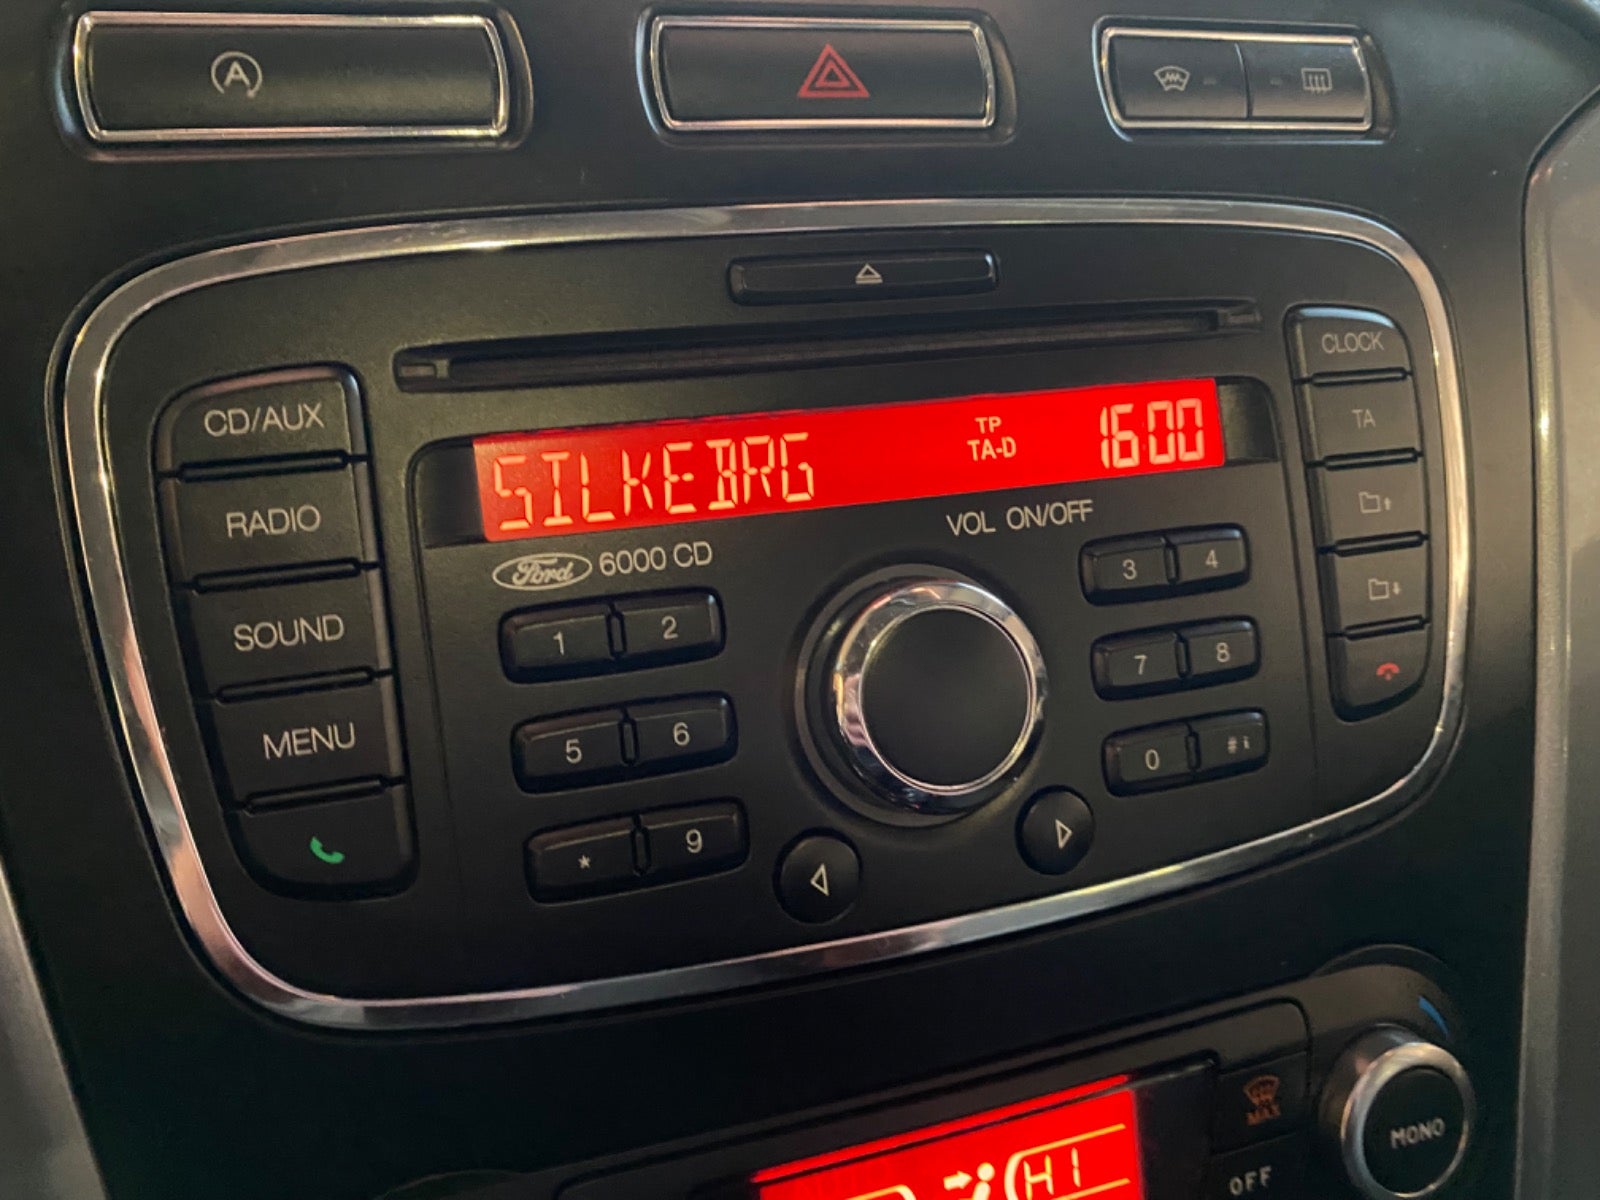 A
CLOCK
CD/AUX
TA
SILKEBRG
TP
TA-D
16:00
RADIO
VOL ON/OFF
Ford 6000 CD
3 4
1 2
SOUND
7 8
5 6
MENU
0 # i
* 9
MAX
MONO
HI
OFF